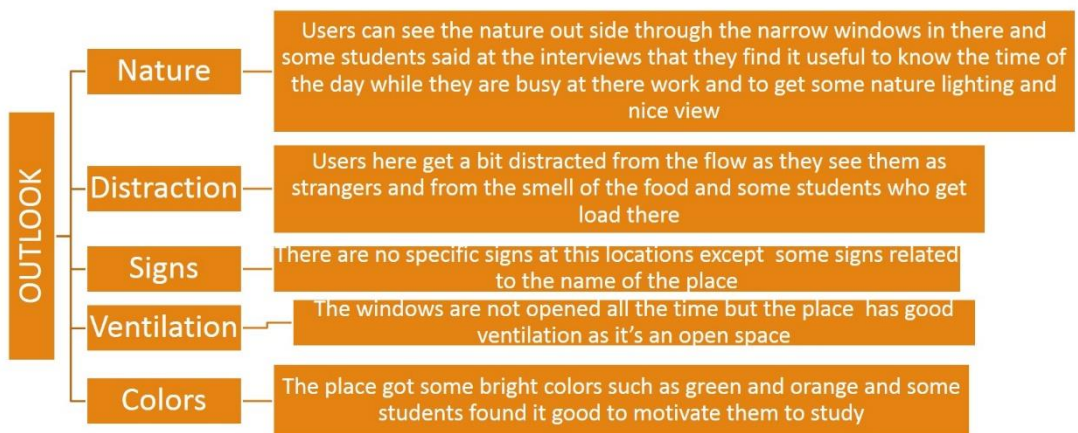 OUTLOOK
Nature
Users can see the nature out side through the narrow windows in there and
some students said at the interviews that they find it useful to know the time of
the day while they are busy at there work and to get some nature lighting and
nice view
Distraction
Users here get a bit distracted from the flow as they see them as
strangers and from the smell of the food and some students who get
load there
Signs
There are no specific signs at this locations except some signs related
to the name of the place
Ventilation
The windows are not opened all the time but the place has good
ventilation as it’s an open space
Colors
The place got some bright colors such as green and orange and some
students found it good to motivate them to study